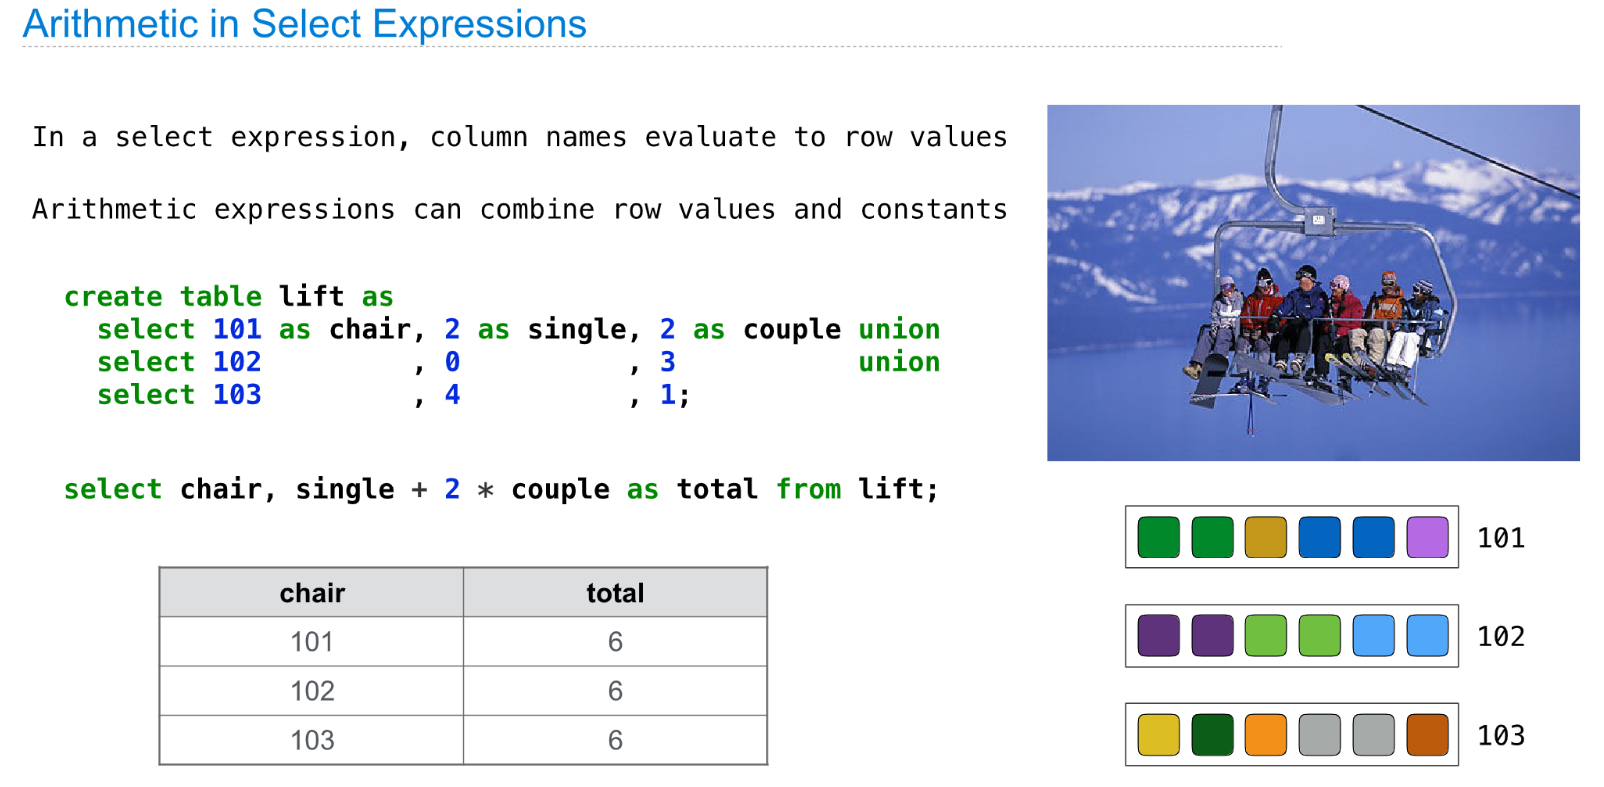 Arithmetic in Select Expressions
In a select expression, column names evaluate to row values
Arithmetic expressions can combine row values and constants
create table lift as
select 101 as chair, 2 as single, 2 as couple union
select 102 , 0 , 3 union
select 103 , 4 , 1;
select chair, single + 2 * couple as total from lift;
chair total
101 6
102 6
103 6
101
102
103